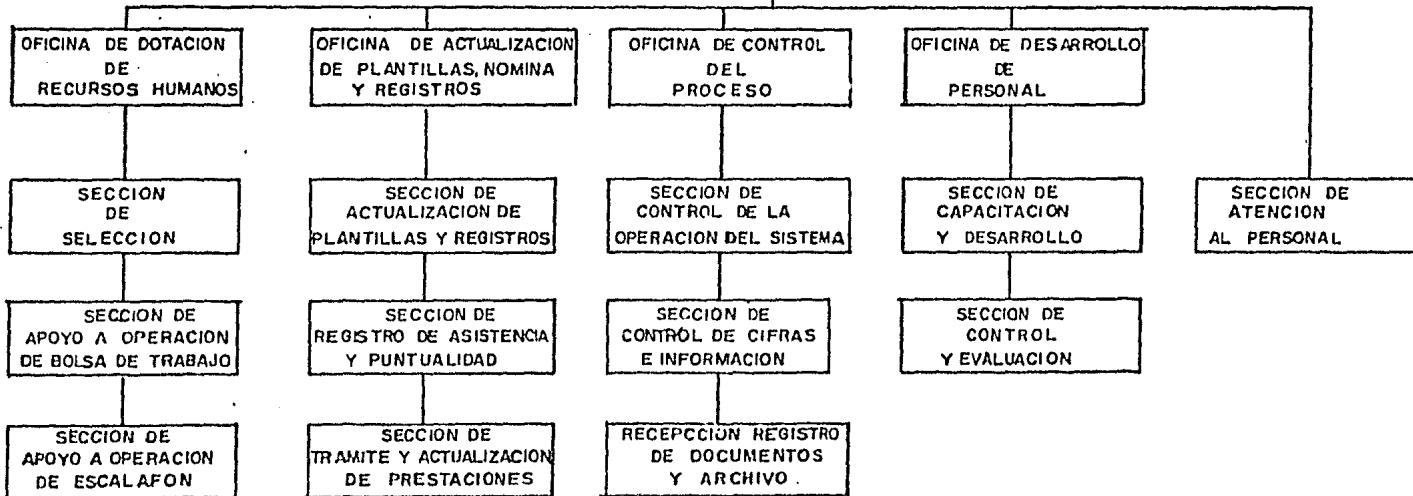 OFICINA DE DOTACION
DE
RECURSOS HUMANOS
OFICINA DE ACTUALIZACION
DE PLANTILLAS, NOMINA
Y REGISTROS
OFICINA DE CONTROL
DEL
PROCESO
OFICINA DE DESARROLLO
DE
PERSONAL
SECCION
DE
SELECCION
SECCION DE
ACTUALIZACION DE
PLANTILLAS Y REGISTROS
SECCION DE
CONTROL DE LA
OPERACION DEL SISTEMA
SECCION DE
CAPACITACION
Y DESARROLLO
SECCION DE
ATENCION
AL PERSONAL
SECCION DE
APOYO A OPERACION
DE BOLSA DE TRABAJO
SECCION DE
REGISTRO DE ASISTENCIA
Y PUNTUALIDAD
SECCION DE
CONTROL DE CIFRAS
E INFORMACION
SECCION DE
CONTROL
Y EVALUACION
SECCION DE
APOYO A OPERACION
DE ESCALAFON
SECCION DE
TRAMITE Y ACTUALIZACION
DE PRESTACIONES
RECEPCCION REGISTRO
DE DOCUMENTOS
Y ARCHIVO.